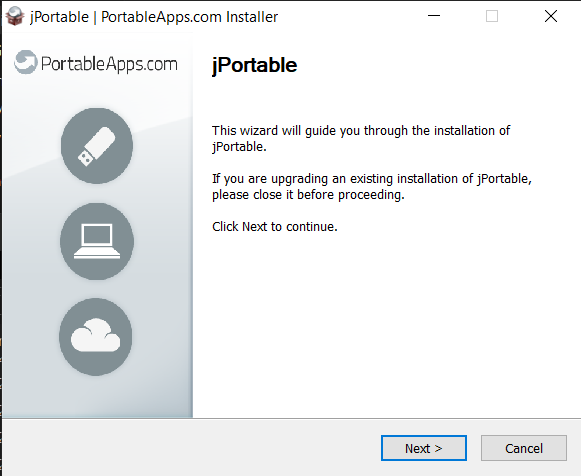 jPortable | PortableApps.com Installer
PortableApps.com
jPortable
This wizard will guide you through the installation of
jPortable.
If you are upgrading an existing installation of jPortable,
please close it before proceeding.
Click Next to continue.
Next >
Cancel